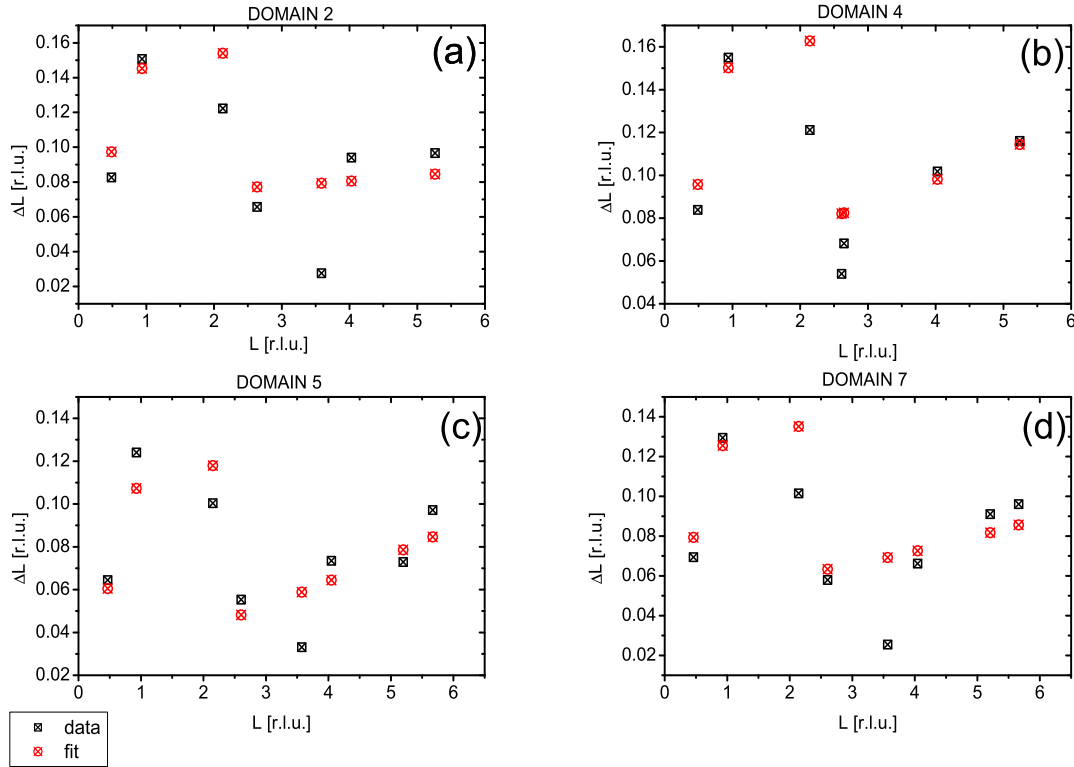 DOMAIN 2
(a)
0.16
0.14
0.12
0.10
0.08
0.06
0.04
0.02
ΔL [r.l.u.]
0 1 2 3 4 5 6
L [r.l.u.]
DOMAIN 4
(b)
0.16
0.14
0.12
0.10
0.08
0.06
0.04
ΔL [r.l.u.]
0 1 2 3 4 5 6
L [r.l.u.]
DOMAIN 5
(c)
0.14
0.12
0.10
0.08
0.06
0.04
0.02
ΔL [r.l.u.]
0 1 2 3 4 5 6
L [r.l.u.]
DOMAIN 7
(d)
0.14
0.12
0.10
0.08
0.06
0.04
0.02
ΔL [r.l.u.]
0 1 2 3 4 5 6
L [r.l.u.]
data
fit